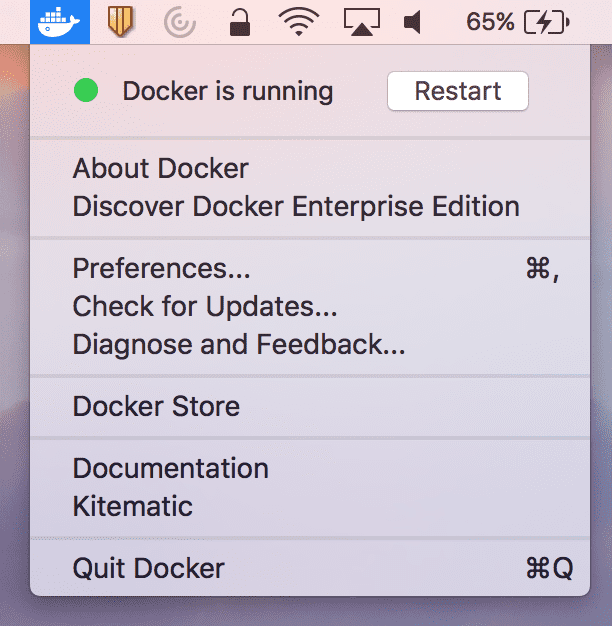 65%
Docker is running Restart
About Docker
Discover Docker Enterprise Edition
Preferences... ⌘,
Check for Updates...
Diagnose and Feedback...
Docker Store
Documentation
Kitematic
Quit Docker ⌘Q